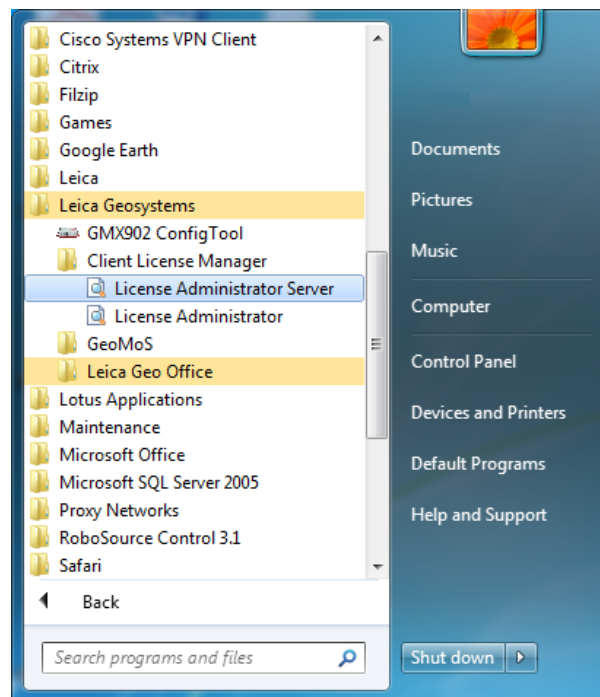 Cisco Systems VPN Client
Citrix
Filzip
Games
Google Earth
Leica
Leica Geosystems
GMX902 ConfigTool
Client License Manager
License Administrator Server
License Administrator
GeoMoS
Leica Geo Office
Lotus Applications
Maintenance
Microsoft Office
Microsoft SQL Server 2005
Proxy Networks
RoboSource Control 3.1
Safari
Back
Search programs and files
Documents
Pictures
Music
Computer
Control Panel
Devices and Printers
Default Programs
Help and Support
Shut down